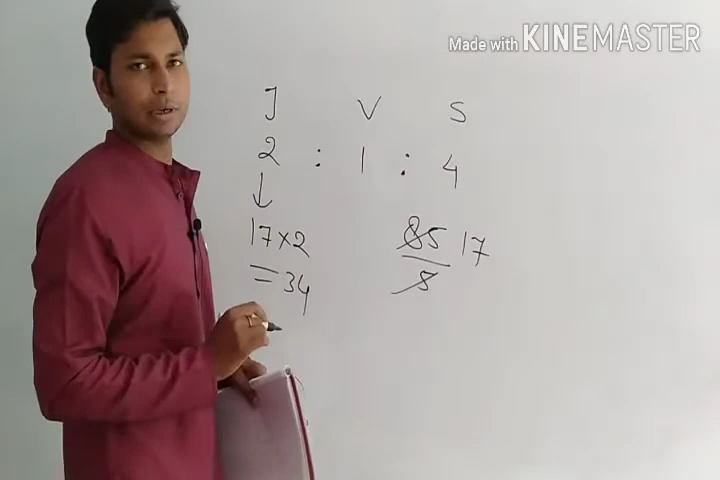 Made with KINEMASTER
J V S
2 : 1 : 4
↓
17×2 85 17
= 34 5